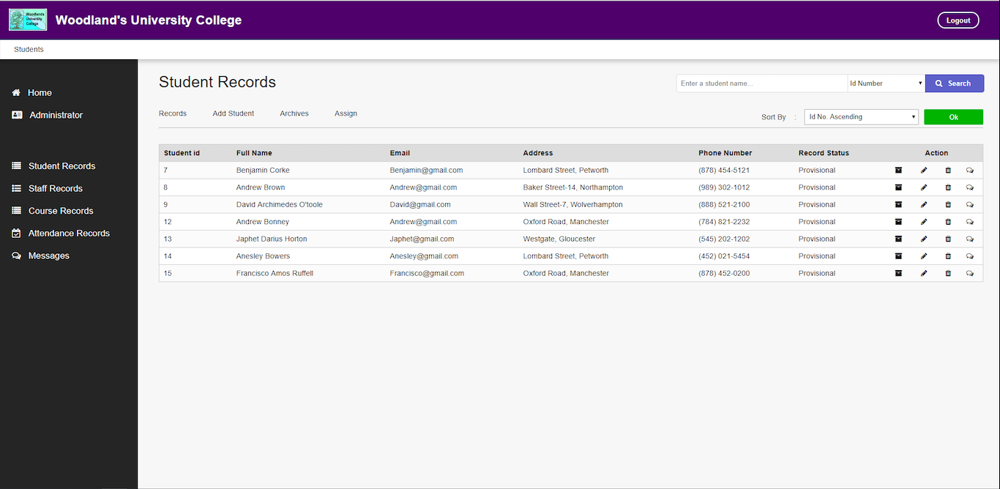 Woodlands
University
College
Woodland's University College
Logout
Students
Home
Administrator
Student Records
Staff Records
Course Records
Attendance Records
Messages
Student Records
Enter a student name... Id Number Search
Records Add Student Archives Assign
Sort By : Id No. Ascending Ok
Student id Full Name Email Address Phone Number Record Status Action
7 Benjamin Corke Benjamin@gmail.com Lombard Street, Petworth (878) 454-5121 Provisional
8 Andrew Brown Andrew@gmail.com Baker Street-14, Northampton (989) 302-1012 Provisional
9 David Archimedes O'toole David@gmail.com Wall Street-7, Wolverhampton (888) 521-2100 Provisional
12 Andrew Bonney Andrew@gmail.com Oxford Road, Manchester (784) 821-2232 Provisional
13 Japhet Darius Horton Japhet@gmail.com Westgate, Gloucester (545) 202-1202 Provisional
14 Anesley Bowers Anesley@gmail.com Lombard Street, Petworth (452) 021-5454 Provisional
15 Francisco Amos Ruffell Francisco@gmail.com Oxford Road, Manchester (878) 452-0200 Provisional